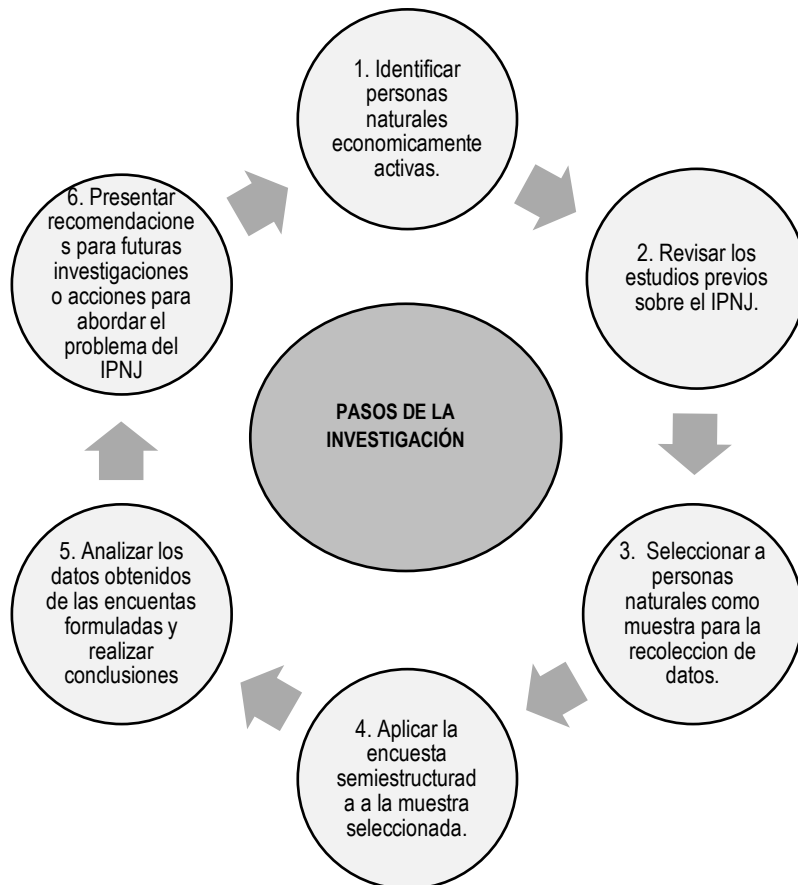 1. Identificar
personas
naturales
economicamente
activas.
2. Revisar los
estudios previos
sobre el IPNJ.
3. Seleccionar a
personas
naturales como
muestra para la
recoleccion de
datos.
4. Aplicar la
encuesta
semiestructurad
a a la muestra
seleccionada.
5. Analizar los
datos obtenidos
de las encuentas
formuladas y
realizar
conclusiones
6. Presentar
recomendacione
s para futuras
investigaciones
o acciones para
abordar el
problema del
IPNJ
PASOS DE LA
INVESTIGACIÓN